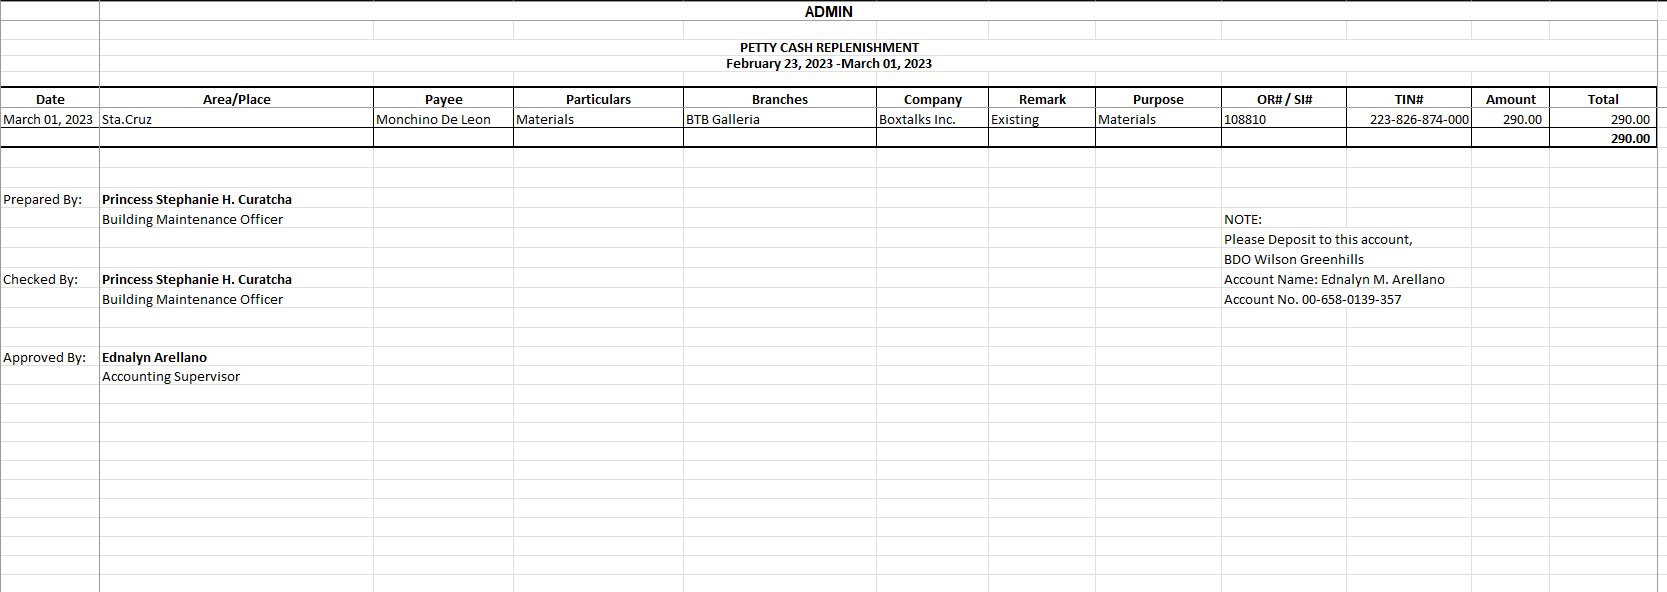 ADMIN
PETTY CASH REPLENISHMENT
February 23, 2023 -March 01, 2023
Date Area/Place Payee Particulars Branches Company Remark Purpose OR# / SI# TIN# Amount Total
March 01, 2023 Sta.Cruz Monchino De Leon Materials BTB Galleria Boxtalks Inc. Existing Materials 108810 223-826-874-000 290.00 290.00
290.00
Prepared By: Princess Stephanie H. Curatcha
Building Maintenance Officer NOTE:
Please Deposit to this account,
BDO Wilson Greenhills
Checked By: Princess Stephanie H. Curatcha Account Name: Ednalyn M. Arellano
Building Maintenance Officer Account No. 00-658-0139-357
Approved By: Ednalyn Arellano
Accounting Supervisor